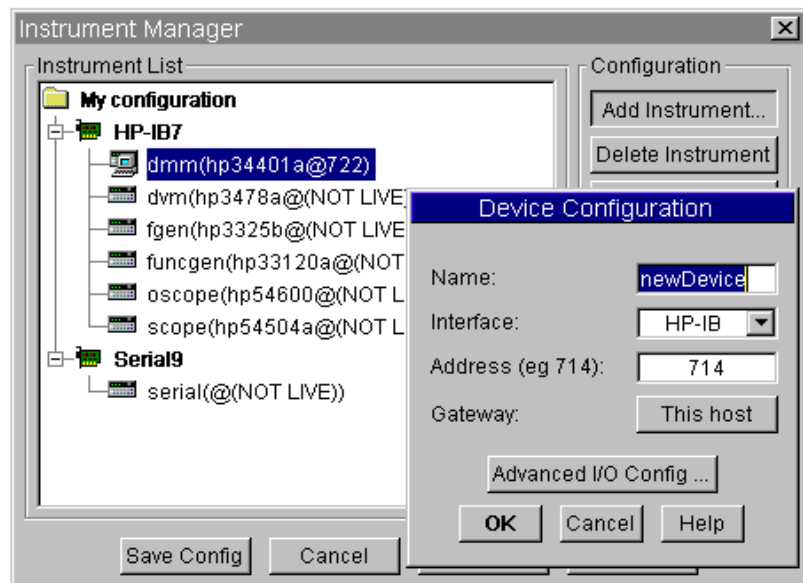 Instrument Manager
Instrument List
Configuration
My configuration
Add Instrument...
HP-IB7
Delete Instrument
dmm(hp34401a@722)
dvm(hp3478a@(NOT LIVE)
Device Configuration
fgen(hp3325b@(NOT LIVE
funcgen(hp33120a@(NOT
Name:
newDevice
oscope(hp54600@(NOT L
Interface:
HP-IB
scope(hp54504a@(NOT L
Serial9
Address (eg 714):
714
serial(@(NOT LIVE))
Gateway:
This host
Advanced I/O Config ...
OK
Cancel
Help
Save Config
Cancel